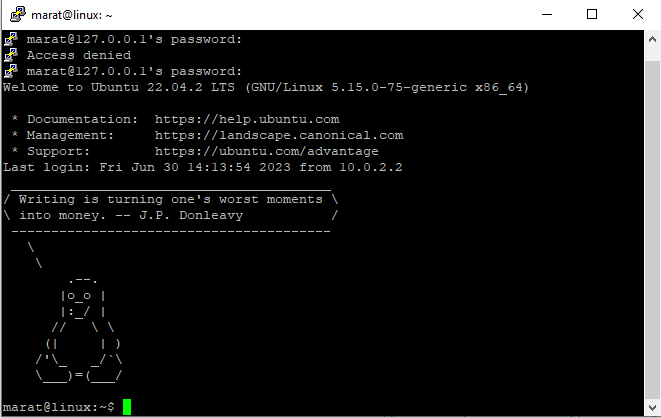 marat@linux: ~
marat@127.0.0.1's password:
Access denied
marat@127.0.0.1's password:
Welcome to Ubuntu 22.04.2 LTS (GNU/Linux 5.15.0-75-generic x86_64)
 * Documentation:  https://help.ubuntu.com
 * Management:     https://landscape.canonical.com
 * Support:        https://ubuntu.com/advantage
Last login: Fri Jun 30 14:13:54 2023 from 10.0.2.2
 ________________________________________
/ Writing is turning one's worst moments \
\ into money. -- J.P. Donleavy           /
 ----------------------------------------
   \
    \
        .--.
       |o_o |
       |:_/ |
      //   \ \
     (|     | )
    /'\_   _/`\
    \___)=(___/
marat@linux:~$